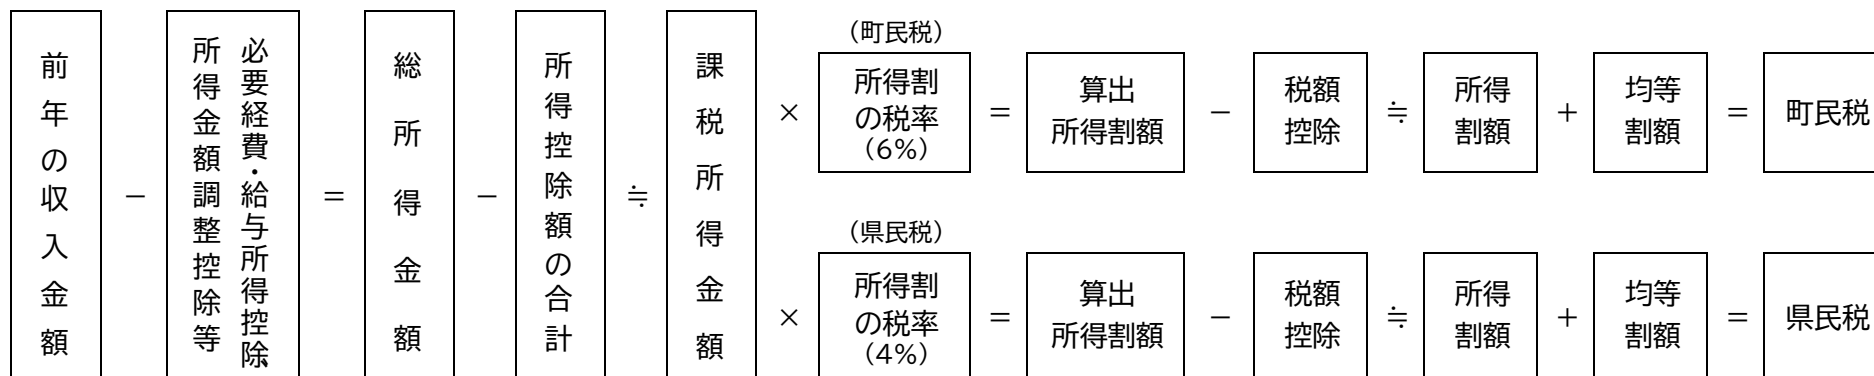 前年の収入金額
−
必要経費・給与所得控除、
所得金額調整控除等
＝
総所得金額
−
所得控除額の合計
≒
課税所得金額
×
（町民税）
所得割
の税率
（6%）
＝
算出
所得割額
−
税額
控除
≒
所得
割額
＋
均等
割額
＝
町民税
×
（県民税）
所得割
の税率
（4%）
＝
算出
所得割額
−
税額
控除
≒
所得
割額
＋
均等
割額
＝
県民税